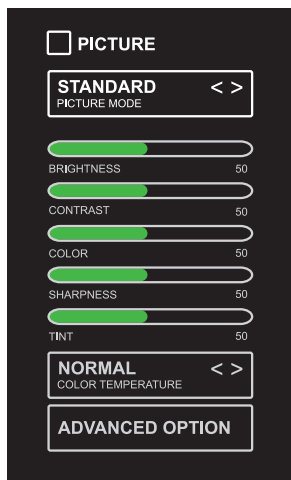 PICTURE
STANDARD < >
PICTURE MODE
BRIGHTNESS 50
CONTRAST 50
COLOR 50
SHARPNESS 50
TINT 50
NORMAL < >
COLOR TEMPERATURE
ADVANCED OPTION